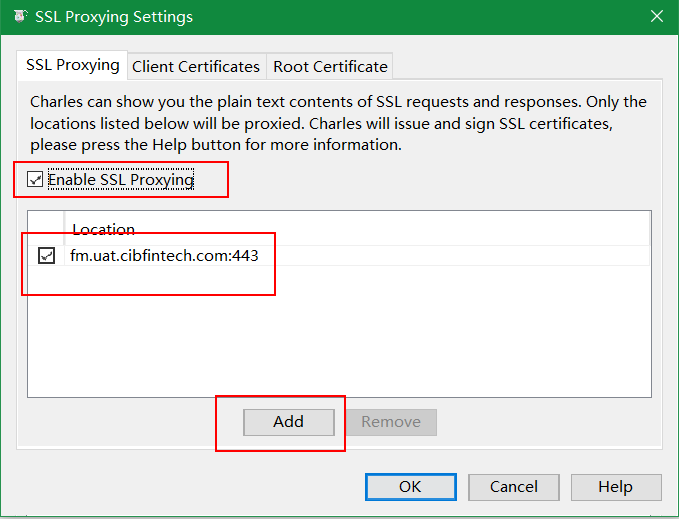 SSL Proxying Settings
SSL Proxying Client Certificates Root Certificate
Charles can show you the plain text contents of SSL requests and responses. Only the
locations listed below will be proxied. Charles will issue and sign SSL certificates,
please press the Help button for more information.
Enable SSL Proxying
Location
fm.uat.cibfintech.com:443
Add Remove
OK Cancel Help